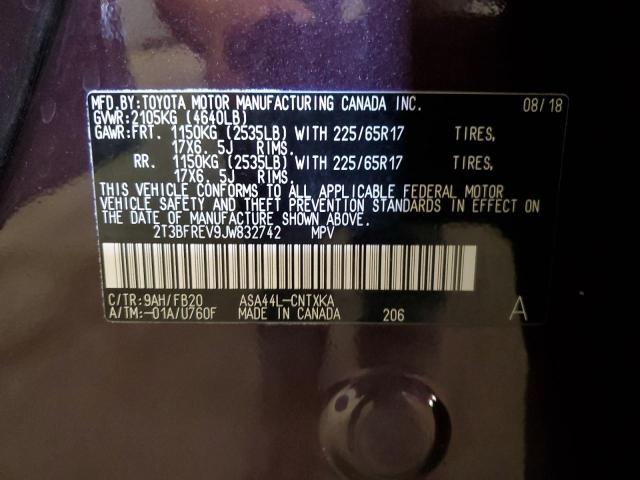 MFD.BY:TOYOTA MOTOR MANUFACTURING CANADA INC. 08/18
GVWR:2105KG (4640LB)
GAWR:FRT. 1150KG (2535LB) WITH 225/65R17 TIRES,
17X6.5J RIMS.
RR. 1150KG (2535LB) WITH 225/65R17 TIRES,
17X6.5J RIMS.
THIS VEHICLE CONFORMS TO ALL APPLICABLE FEDERAL MOTOR
VEHICLE SAFETY AND THEFT PREVENTION STANDARDS IN EFFECT ON
THE DATE OF MANUFACTURE SHOWN ABOVE.
2T3BFREV9JW832742 MPV
C/TR:9AH/FB20 ASA44L-CNTXKA
A/TM:-01A/U760F MADE IN CANADA 206 A